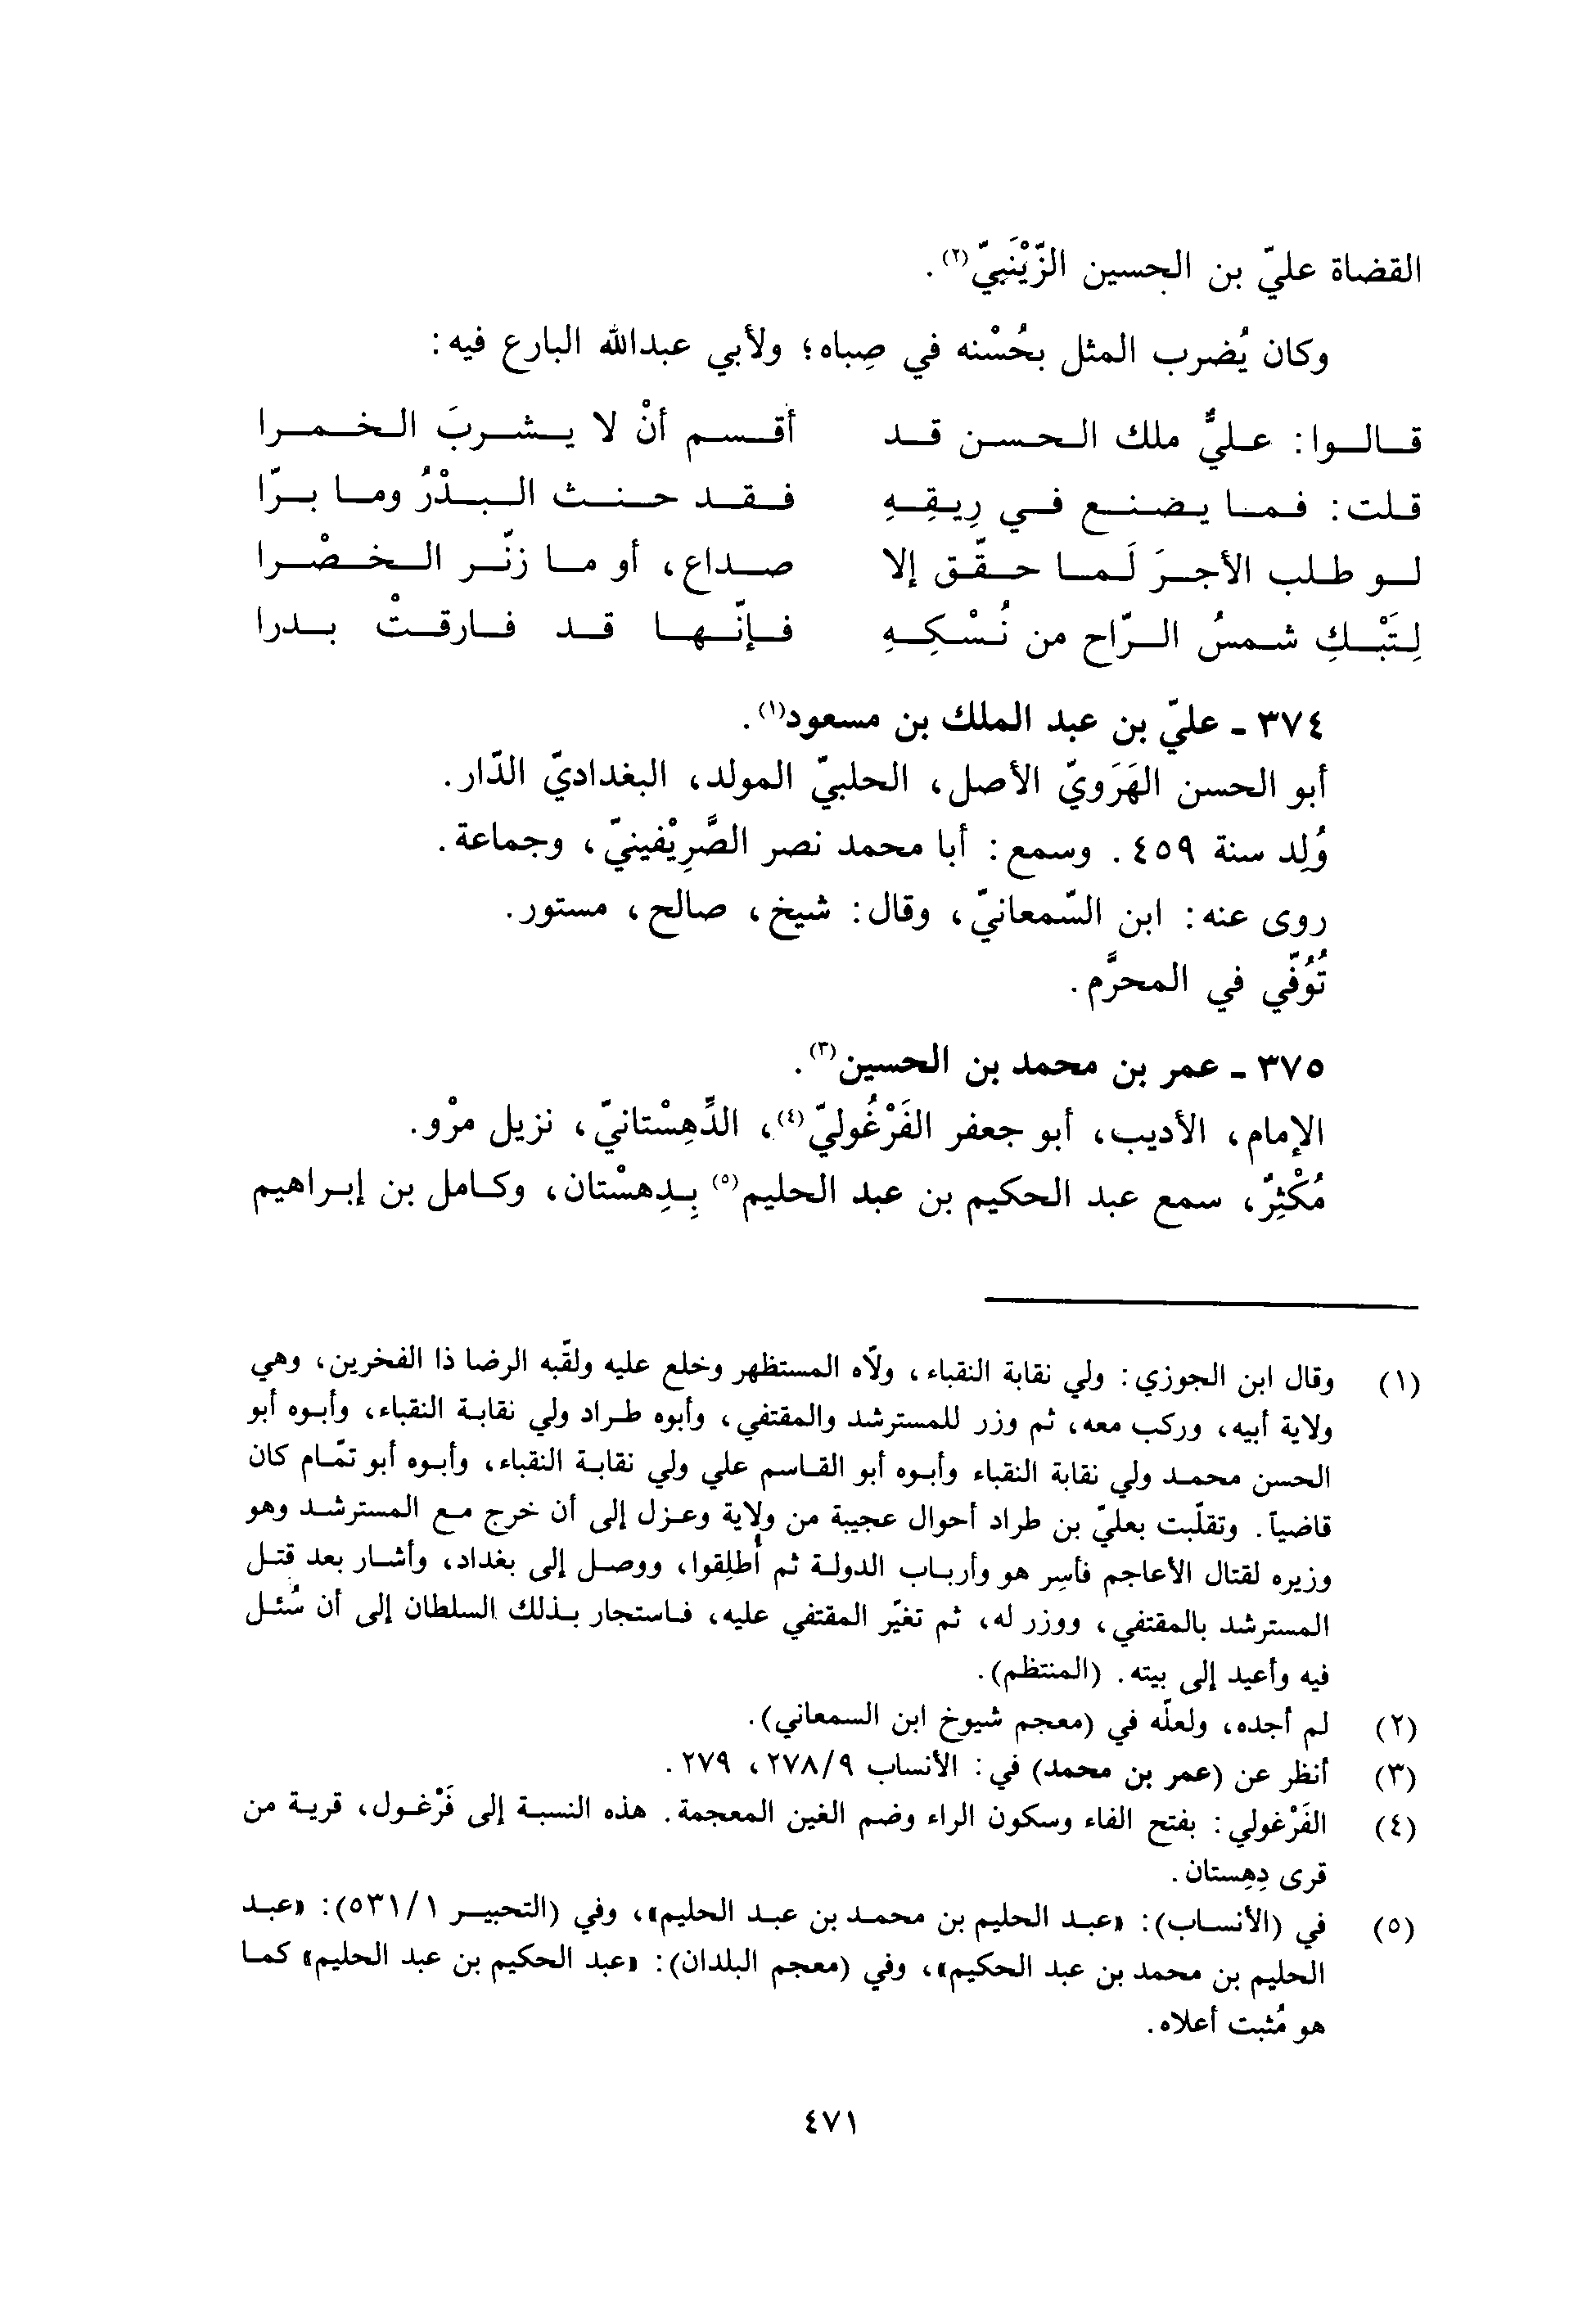 القضاة عليّ بن الحسين الزّيْنَبيّ(٢).
وكان يُضرب المثل بحُسْنه في صِباه؛ ولأبي عبدالله البارع فيه:
قالوا: عليٌّ ملك الحسن قد أقسم أنْ لا يشربَ الخمرا
قلت: فما يضنع في رِيقِهِ فقد حنث البدْرُ وما برّا
لو طلب الأجرَ لَما حقّق إلا صداع، أو ما زنّر الخضْرا
لِتَبْكِ شمسُ الرّاح من نُسْكِهِ فإنّها قد فارقتْ بدرا
٣٧٤ - عليّ بن عبد الملك بن مسعود(١).
أبو الحسن الهَرَويّ الأصل، الحلبيّ المولد، البغداديّ الدّار.
وُلِد سنة ٤٥٩. وسمع: أبا محمد نصر الصَّرِيْفينيّ، وجماعة.
روى عنه: ابن السّمعانيّ، وقال: شيخ، صالح، مستور.
تُوُفّي في المحرَّم.
٣٧٥ - عمر بن محمد بن الحسين(٣).
الإمام، الأديب، أبو جعفر الفَرْغُوليّ(٤)، الدِّهِسْتانيّ، نزيل مرْو.
مُكْثِرٌ، سمع عبد الحكيم بن عبد الحليم(٥) بِدِهسْتان، وكامل بن إبراهيم
(١) وقال ابن الجوزي: ولي نقابة النقباء، ولّاه المستظهر وخلع عليه ولقّبه الرضا ذا الفخرين، وهي
ولاية أبيه، وركب معه، ثم وزر للمسترشد والمقتفي، وأبوه طراد ولي نقابة النقباء، وأبوه أبو
الحسن محمد ولي نقابة النقباء وأبوه أبو القاسم علي ولي نقابة النقباء، وأبوه أبو تمّام كان
قاضياً. وتقلّبت بعليّ بن طراد أحوال عجيبة من ولاية وعزل إلى أن خرج مع المسترشد وهو
وزيره لقتال الأعاجم فأُسِر هو وأرباب الدولة ثم أُطلِقوا، ووصل إلى بغداد، وأشار بعد قتل
المسترشد بالمقتفي، ووزر له، ثم تغيّر المقتفي عليه، فاستجار بذلك السلطان إلى أن سُئل
فيه وأعيد إلى بيته. (المنتظم).
(٢) لم أجده، ولعلّه في (معجم شيوخ ابن السمعاني).
(٣) أنظر عن (عمر بن محمد) في: الأنساب ٩/٢٧٨، ٢٧٩.
(٤) الفَرْغولي: بفتح الفاء وسكون الراء وضم الغين المعجمة. هذه النسبة إلى فَرْغول، قرية من
قرى دِهِستان.
(٥) في (الأنساب): «عبد الحليم بن محمد بن عبد الحليم»، وفي (التحبير ١/٥٣١): «عبد
الحليم بن محمد بن عبد الحكيم»، وفي (معجم البلدان): «عبد الحكيم بن عبد الحليم» كما
هو مُثبت أعلاه.
٤٧١